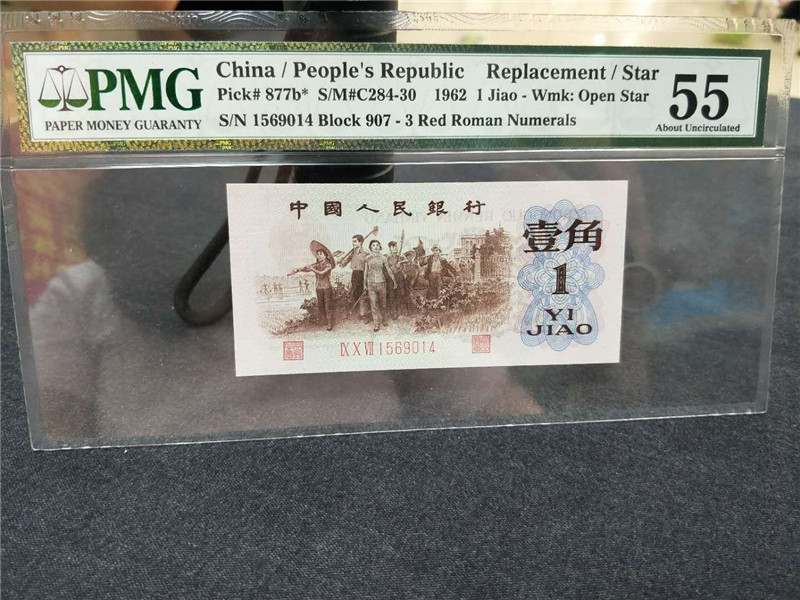 PMG
PAPER MONEY GUARANTY
China / People's Republic Replacement / Star
Pick# 877b* S/M#C284-30 1962 1 Jiao - Wmk: Open Star
S/N 1569014 Block 907 - 3 Red Roman Numerals
55
About Uncirculated
中國人民銀行
壹角
1
YI
JIAO
IX X VII 1569014